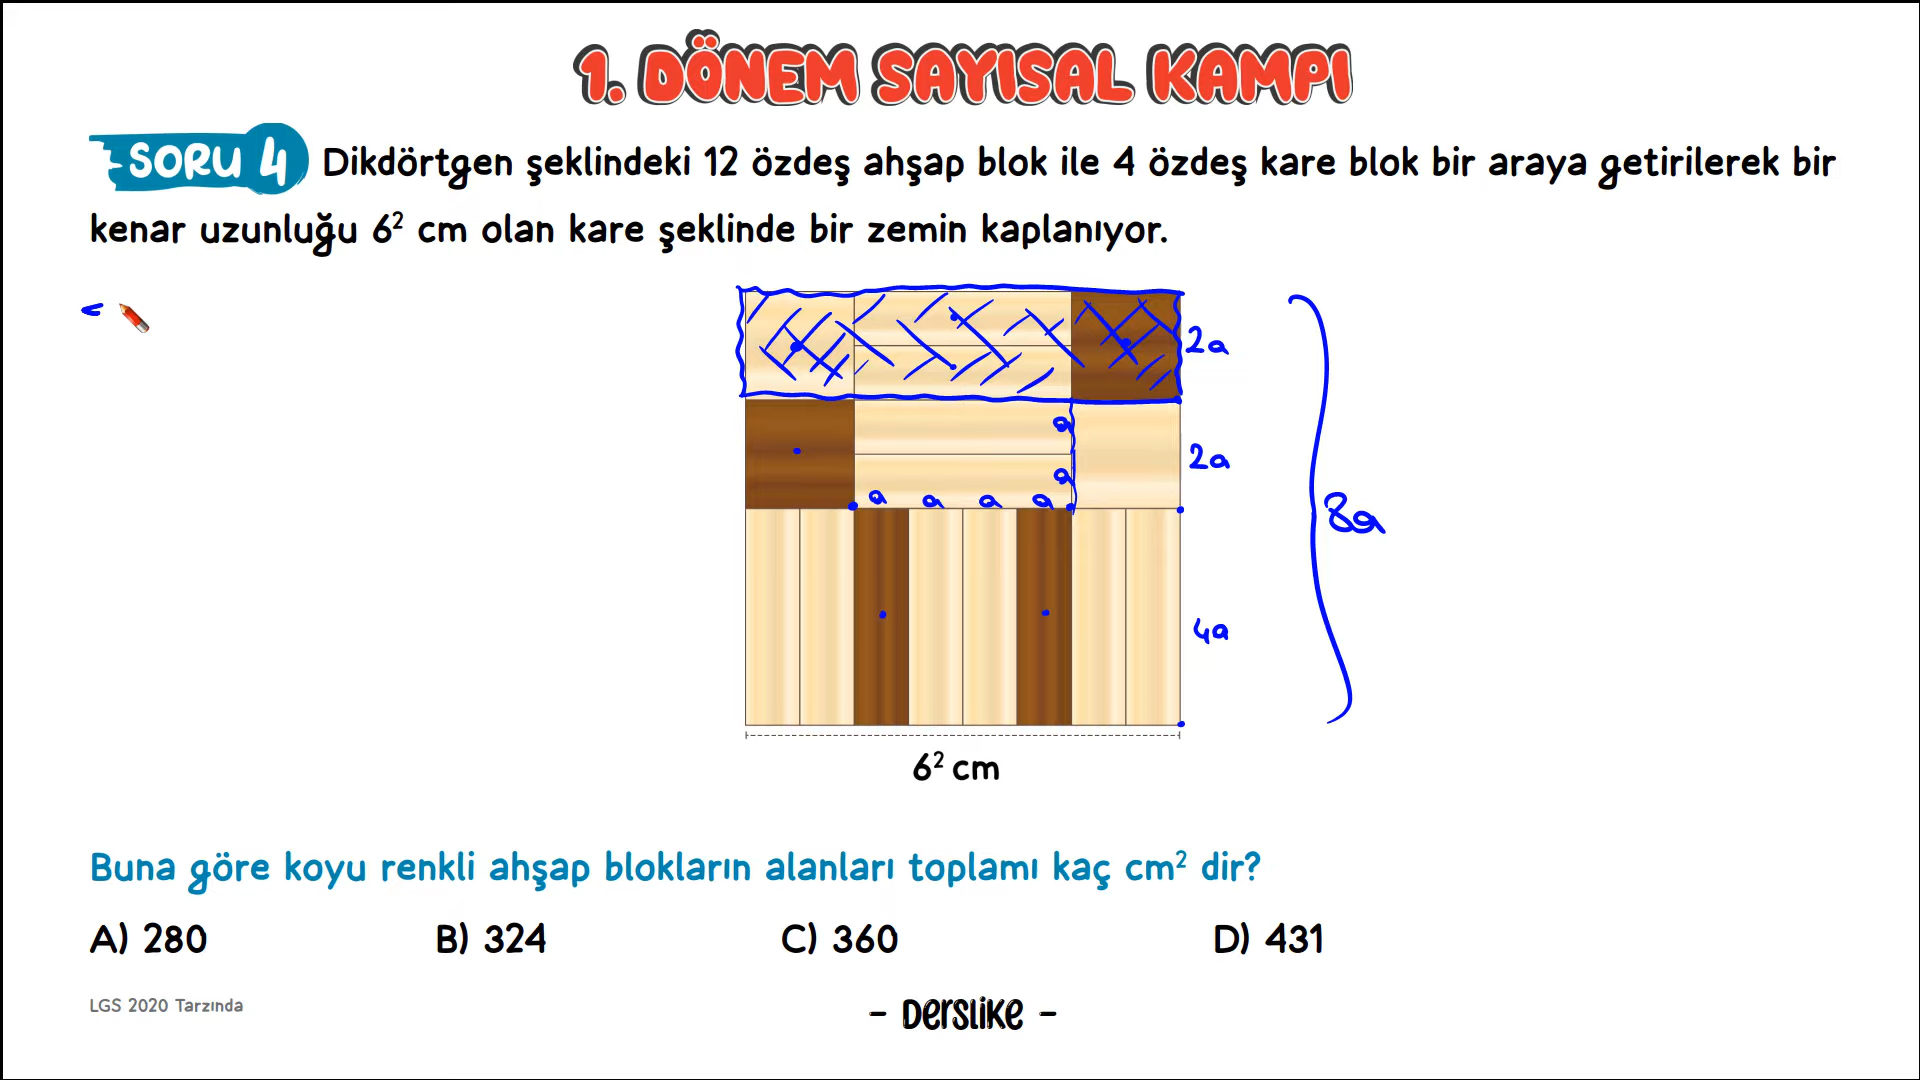 1. DÖNEM SAYISAL KAMPI
SORU 4 Dikdörtgen şeklindeki 12 özdeş ahşap blok ile 4 özdeş kare blok bir araya getirilerek bir
kenar uzunluğu 6² cm olan kare şeklinde bir zemin kaplanıyor.
2a
a
2a
a
a a a a
8a
4a
6² cm
Buna göre koyu renkli ahşap blokların alanları toplamı kaç cm² dir?
A) 280 B) 324 C) 360 D) 431
LGS 2020 Tarzında
- DERSLİKE -